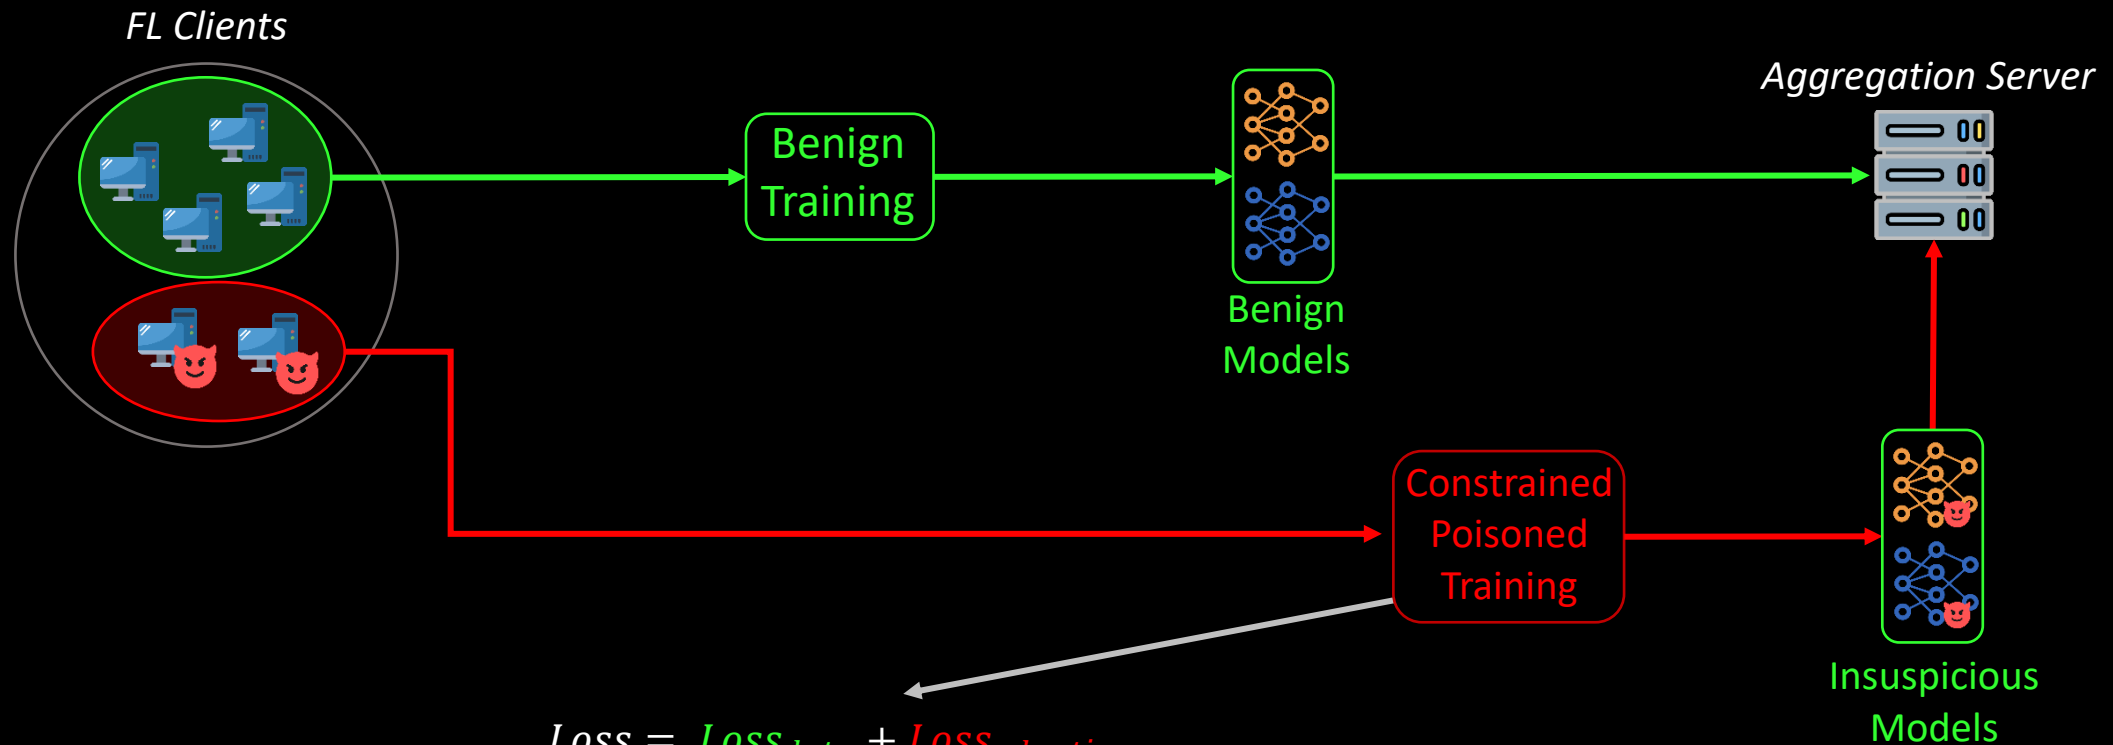 FL Clients
Aggregation Server
Benign
Training
Benign
Models
Constrained
Poisoned
Training
Insuspicious
Models
Loss = Loss + Loss